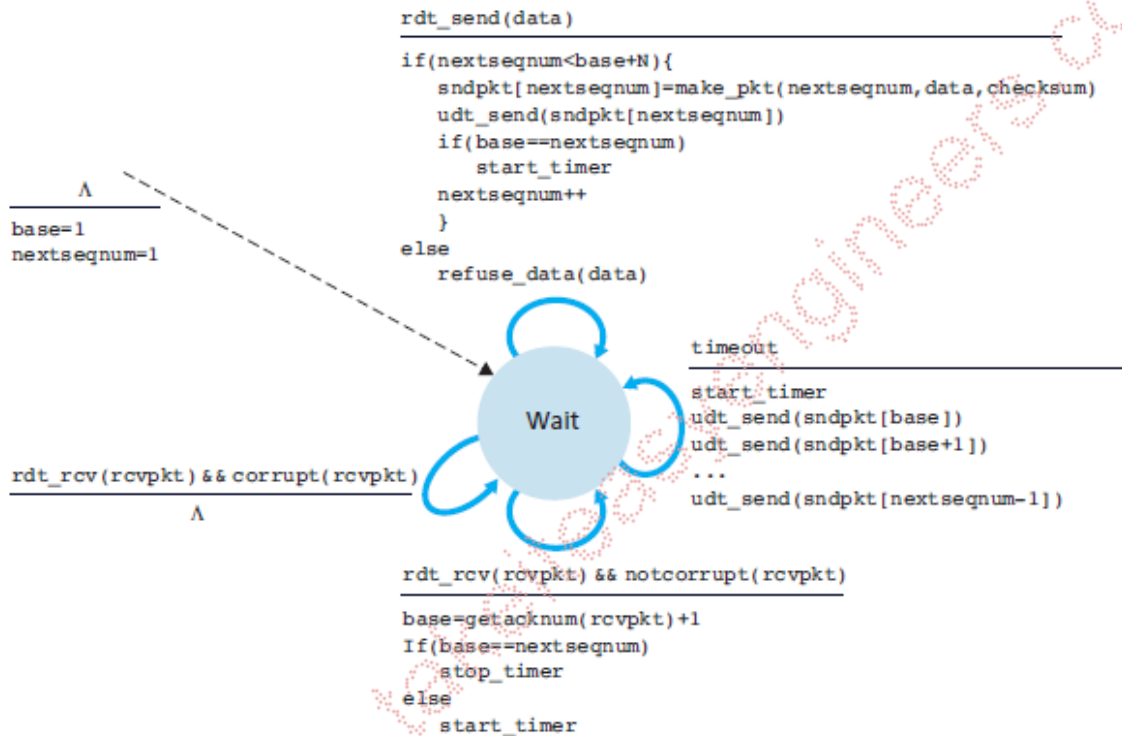 rdt_send(data)
if(nextseqnum<base+N){
sndpkt[nextseqnum]=make_pkt(nextseqnum,data,checksum)
udt_send(sndpkt[nextseqnum])
if(base==nextseqnum)
start_timer
nextseqnum++
}
else
refuse_data(data)
Λ
base=1
nextseqnum=1
Wait
timeout
start_timer
udt_send(sndpkt[base])
udt_send(sndpkt[base+1])
...
udt_send(sndpkt[nextseqnum-1])
rdt_rcv(rcvpkt) && corrupt(rcvpkt)
Λ
rdt_rcv(rcvpkt) && notcorrupt(rcvpkt)
base=getacknum(rcvpkt)+1
If(base==nextseqnum)
stop_timer
else
start_timer